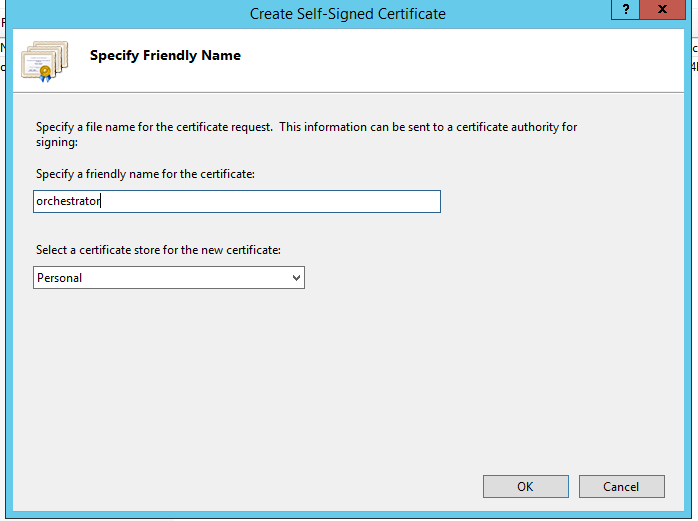 Create Self-Signed Certificate
?
x
Specify Friendly Name
Specify a file name for the certificate request. This information can be sent to a certificate authority for
signing:
Specify a friendly name for the certificate:
orchestrator
Select a certificate store for the new certificate:
Personal
OK
Cancel